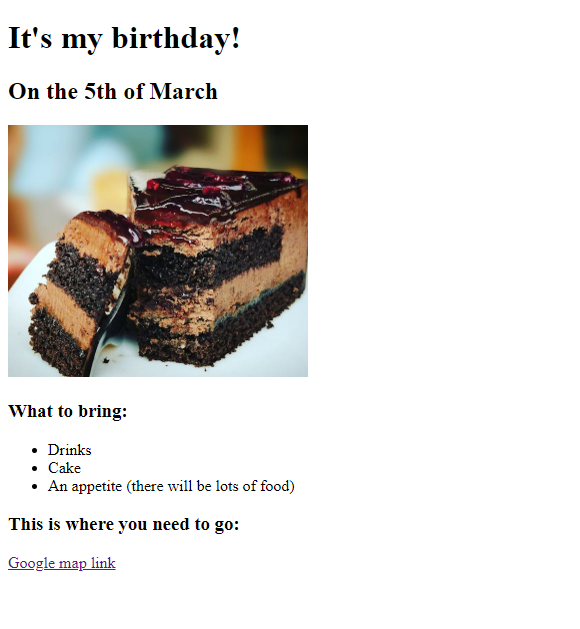 It's my birthday!
On the 5th of March
What to bring:
Drinks
Cake
An appetite (there will be lots of food)
This is where you need to go:
Google map link